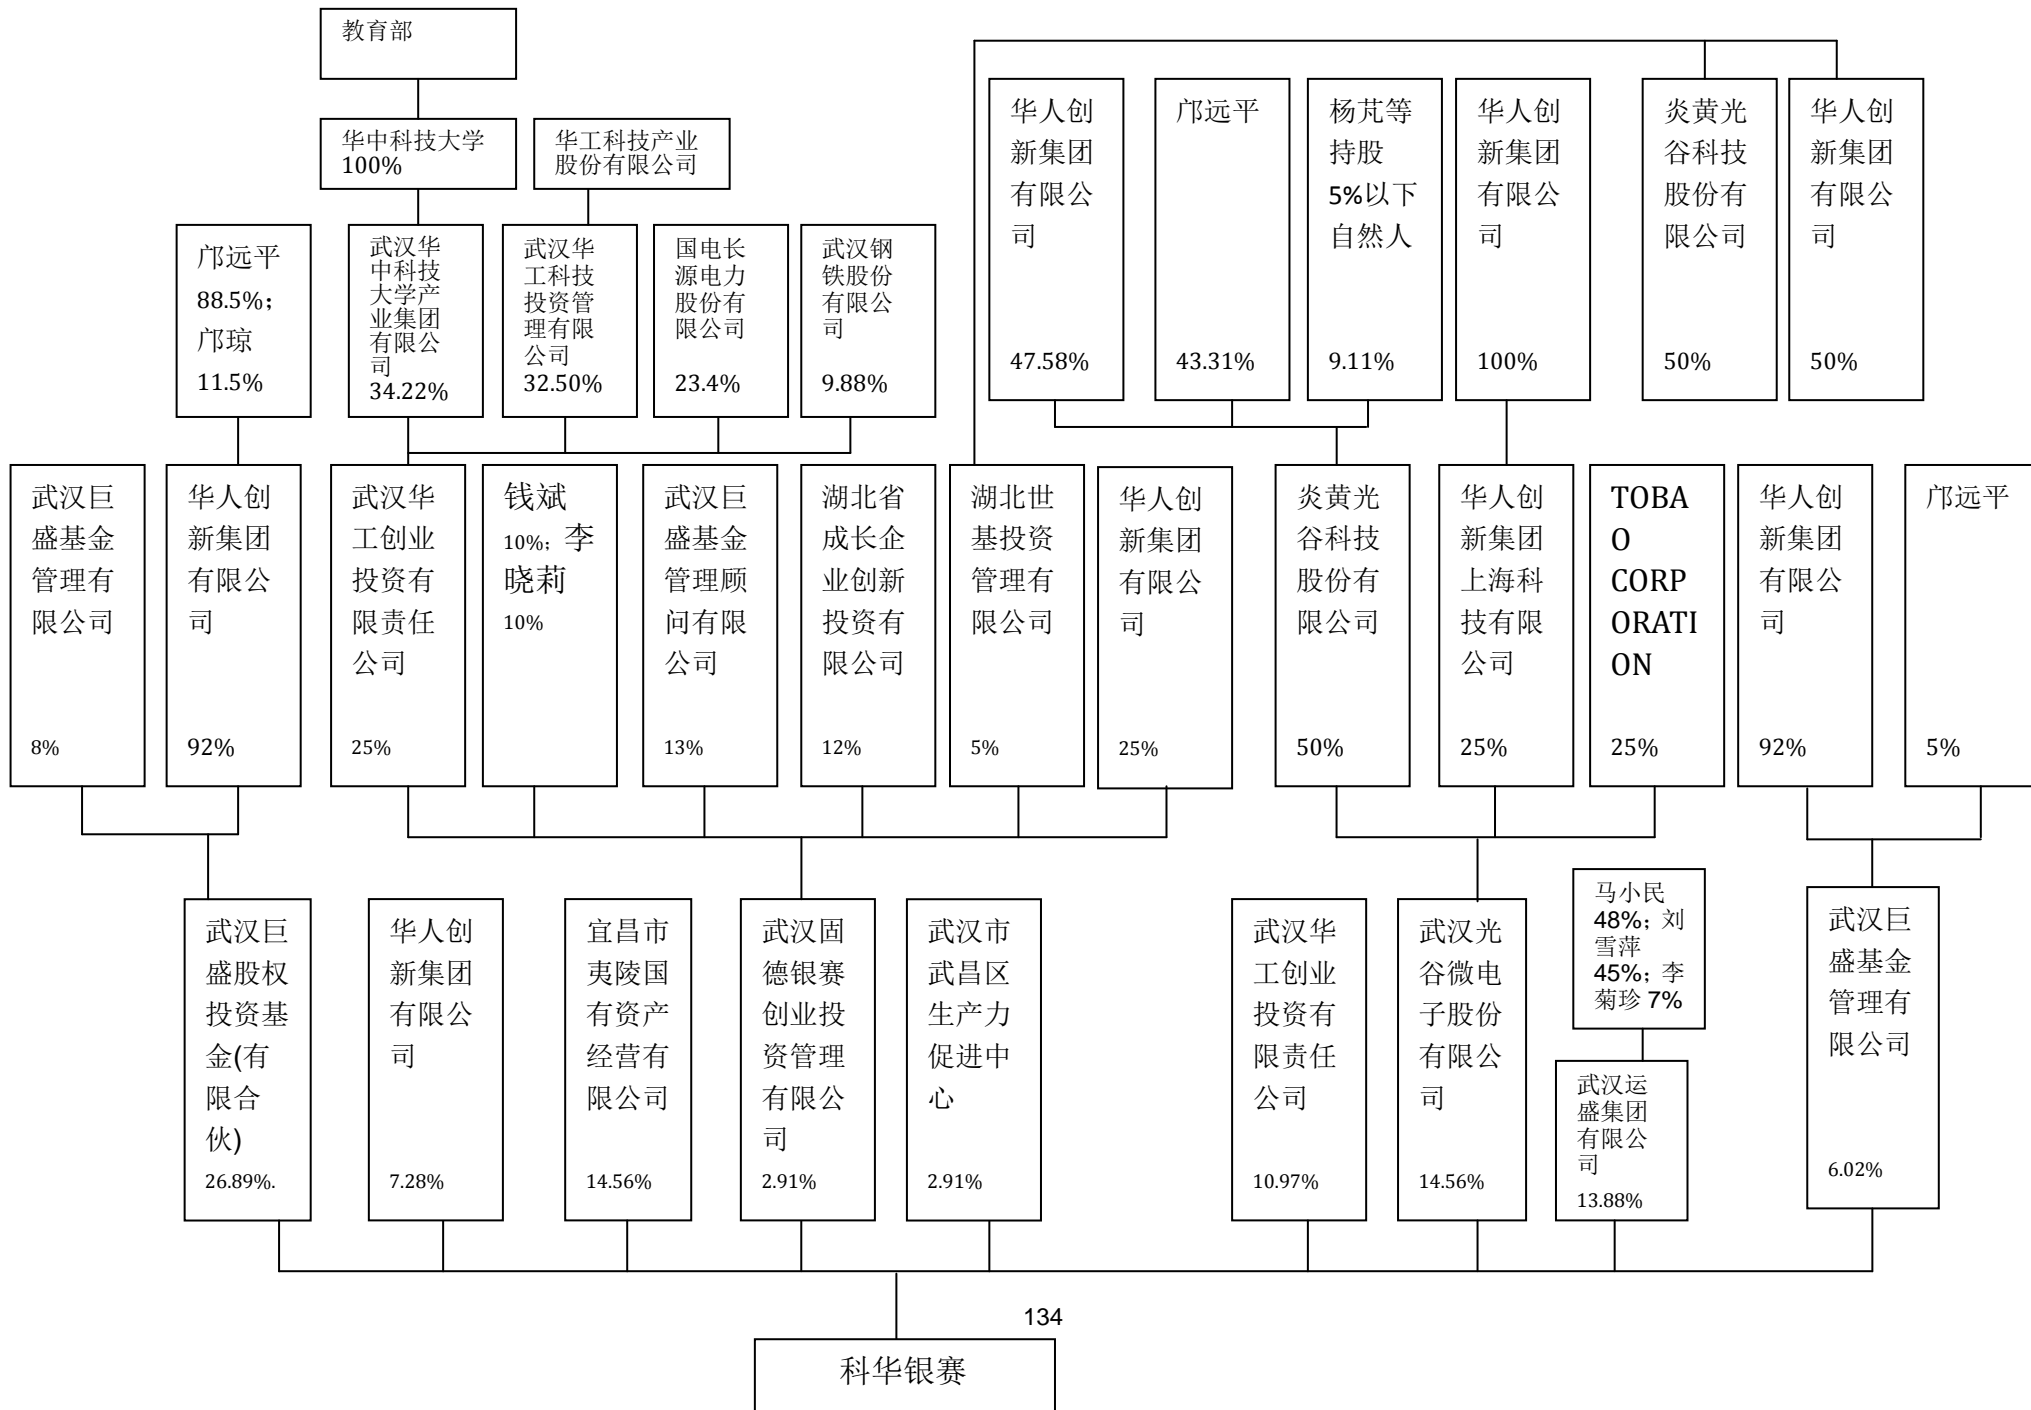 教育部
华中科技大学
100%
华工科技产业
股份有限公司
华人创
新集团
有限公
司
47.58%
邝远平
43.31%
杨芃等
持股
5%以下
自然人
9.11%
华人创
新集团
有限公
司
100%
炎黄光
谷科技
股份有
限公司
50%
华人创
新集团
有限公
司
50%
邝远平
88.5%；
邝琼
11.5%
武汉华
中科技
大学产
业集团
有限公
司
34.22%
武汉华
工科技
投资管
理有限
公司
32.50%
国电长
源电力
股份有
限公司
23.4%
武汉钢
铁股份
有限公
司
9.88%
武汉巨
盛基金
管理有
限公司
8%
华人创
新集团
有限公
司
92%
武汉华
工创业
投资有
限责任
公司
25%
钱斌
10%；李
晓莉
10%
武汉巨
盛基金
管理顾
问有限
公司
13%
湖北省
成长企
业创新
投资有
限公司
12%
湖北世
基投资
管理有
限公司
5%
华人创
新集团
有限公
司
25%
炎黄光
谷科技
股份有
限公司
50%
华人创
新集团
上海科
技有限
公司
25%
TOBA
O
CORP
ORATI
ON
25%
华人创
新集团
有限公
司
92%
邝远平
5%
武汉巨
盛股权
投资基
金(有
限合
伙)
26.89%.
华人创
新集团
有限公
司
7.28%
宜昌市
夷陵国
有资产
经营有
限公司
14.56%
武汉固
德银赛
创业投
资管理
有限公
司
2.91%
武汉市
武昌区
生产力
促进中
心
2.91%
武汉华
工创业
投资有
限责任
公司
10.97%
武汉光
谷微电
子股份
有限公
司
14.56%
马小民
48%；刘
雪萍
45%；李
菊珍 7%
武汉运
盛集团
有限公
司
13.88%
武汉巨
盛基金
管理有
限公司
6.02%
134
科华银赛